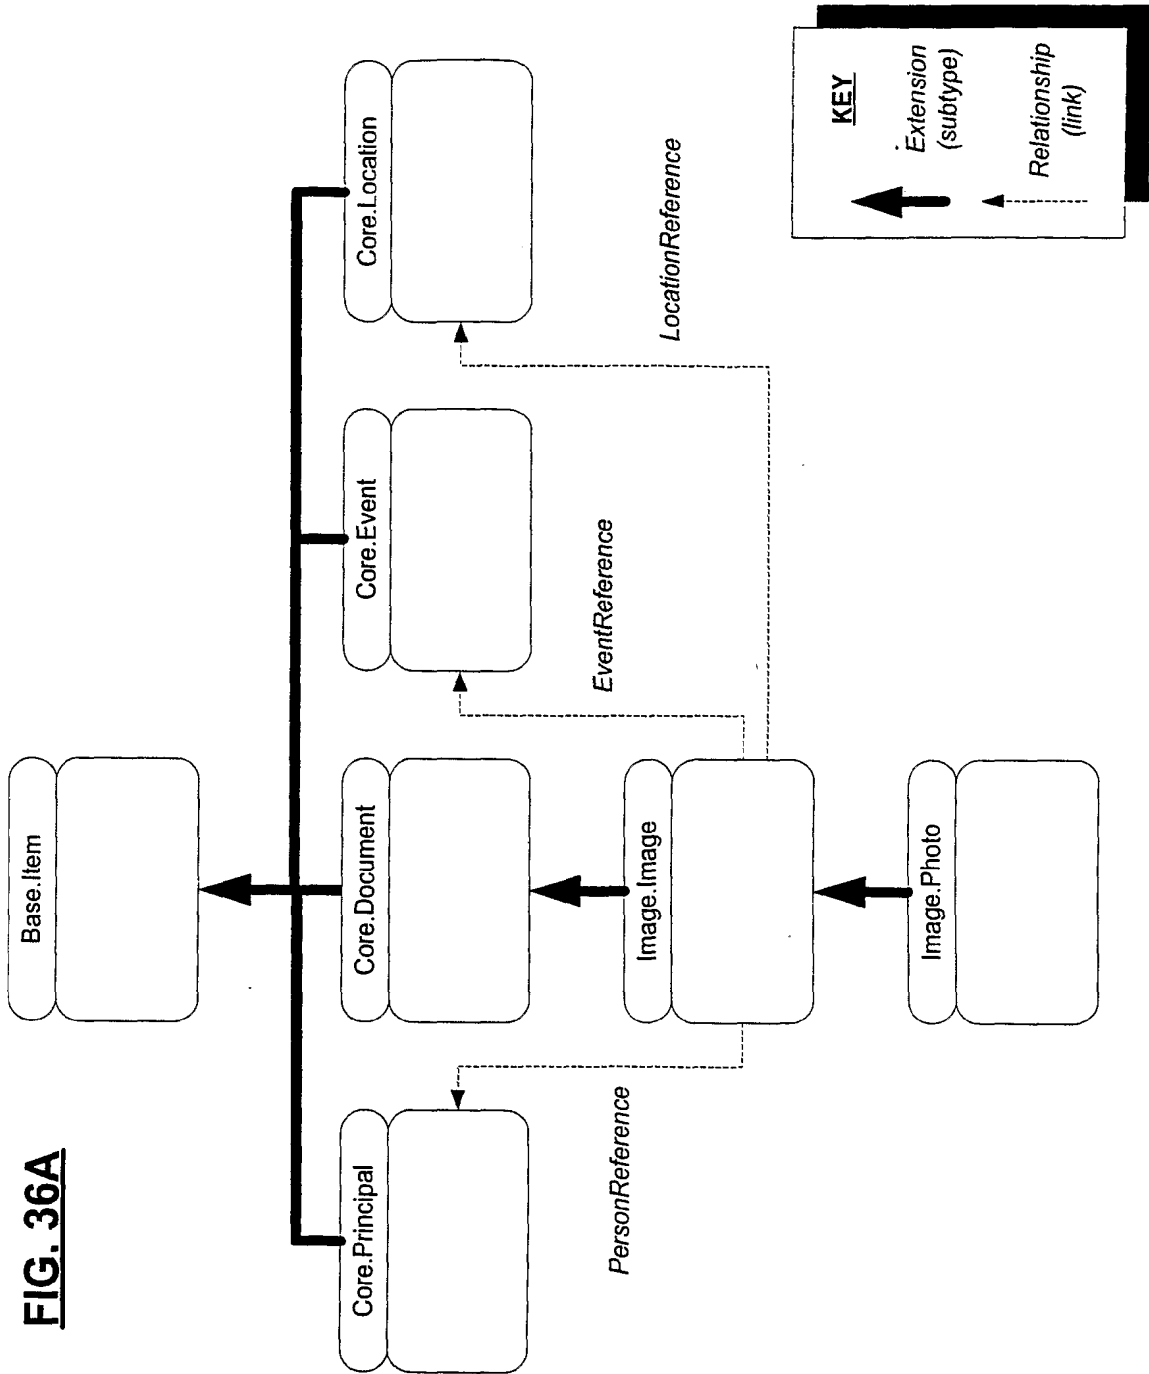 FIG. 36A
Base.Item
Core.Principal
Core.Document
Core.Event
Core.Location
PersonReference
Image.Image
EventReference
LocationReference
Image.Photo
KEY
Extension
(subtype)
Relationship
(link)